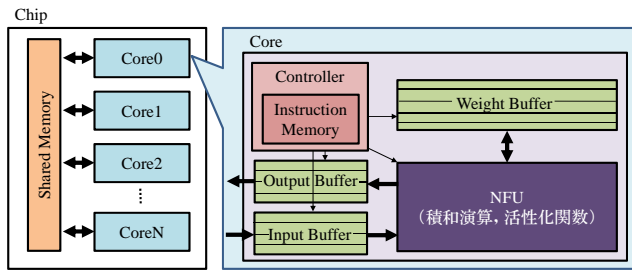 Chip
Shared Memory
Core0
Core1
Core2
CoreN
Core
Controller
Instruction
Memory
Weight Buffer
Output Buffer
Input Buffer
NFU
(積和演算, 活性化関数)